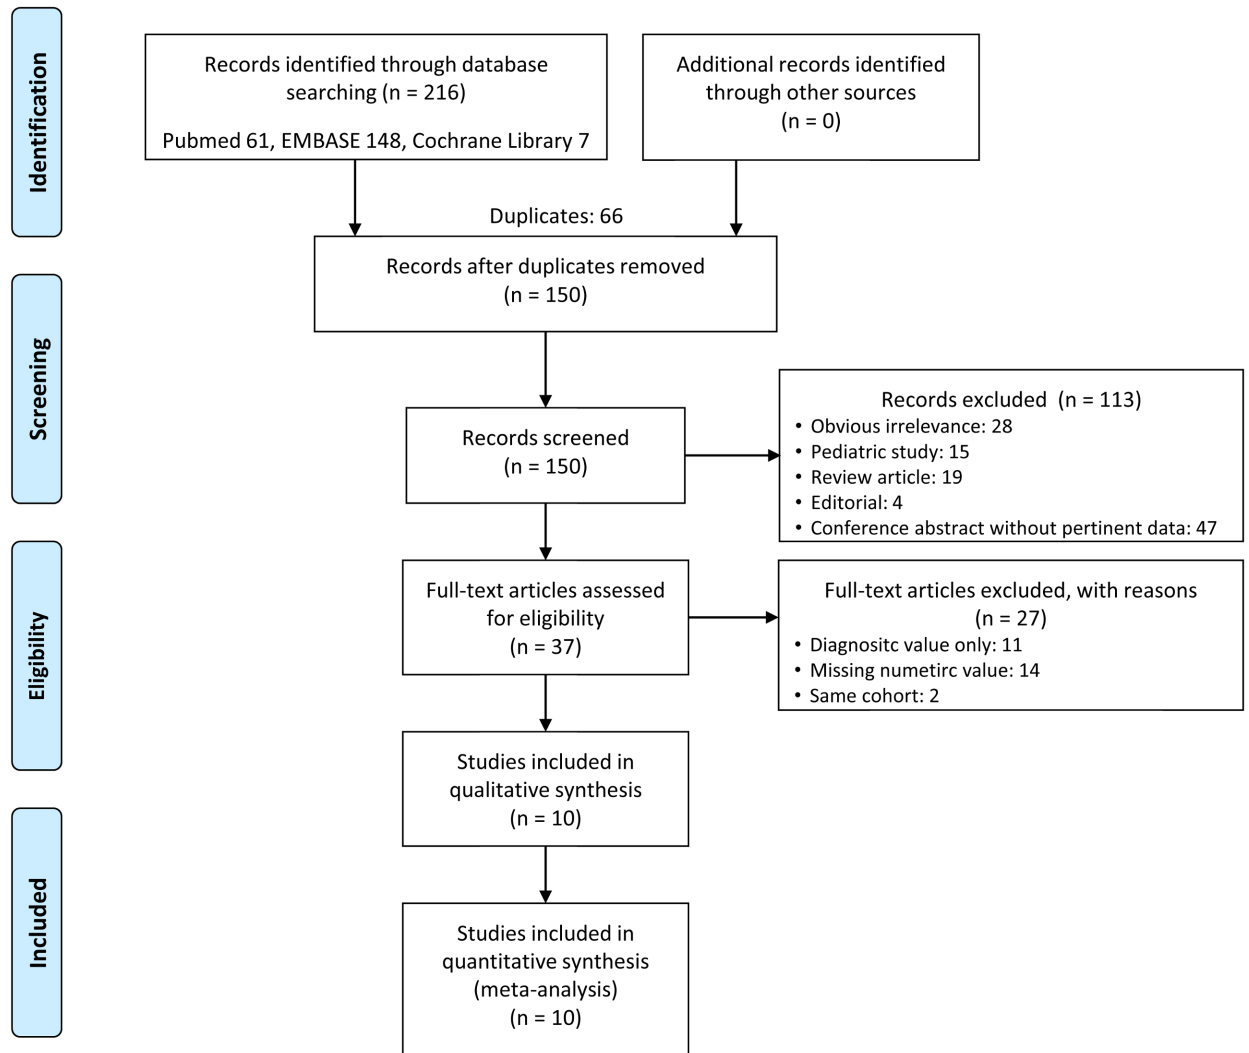 Identification
Records identified through database
searching (n = 216)
Pubmed 61, EMBASE 148, Cochrane Library 7
Additional records identified
through other sources
(n = 0)
Duplicates: 66
Records after duplicates removed
(n = 150)
Screening
Records screened
(n = 150)
Records excluded (n = 113)
• Obvious irrelevance: 28
• Pediatric study: 15
• Review article: 19
• Editorial: 4
• Conference abstract without pertinent data: 47
Eligibility
Full-text articles assessed
for eligibility
(n = 37)
Full-text articles excluded, with reasons
(n = 27)
• Diagnositc value only: 11
• Missing numetirc value: 14
• Same cohort: 2
Studies included in
qualitative synthesis
(n = 10)
Included
Studies included in
quantitative synthesis
(meta-analysis)
(n = 10)